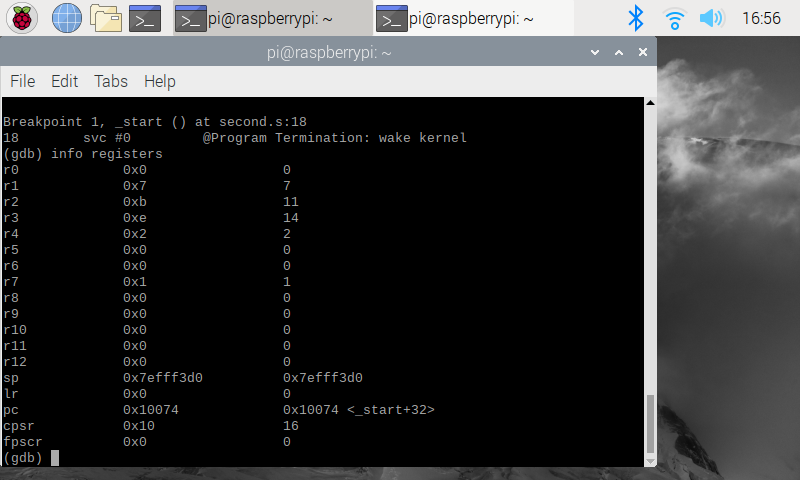 pi@raspberrypi: ~ pi@raspberrypi: ~ 16:56
pi@raspberrypi: ~
File Edit Tabs Help
Breakpoint 1, _start () at second.s:18
18 svc #0 @Program Termination: wake kernel
(gdb) info registers
r0 0x0 0
r1 0x7 7
r2 0xb 11
r3 0xe 14
r4 0x2 2
r5 0x0 0
r6 0x0 0
r7 0x1 1
r8 0x0 0
r9 0x0 0
r10 0x0 0
r11 0x0 0
r12 0x0 0
sp 0x7efff3d0 0x7efff3d0
lr 0x0 0
pc 0x10074 0x10074 <_start+32>
cpsr 0x10 16
fpscr 0x0 0
(gdb)